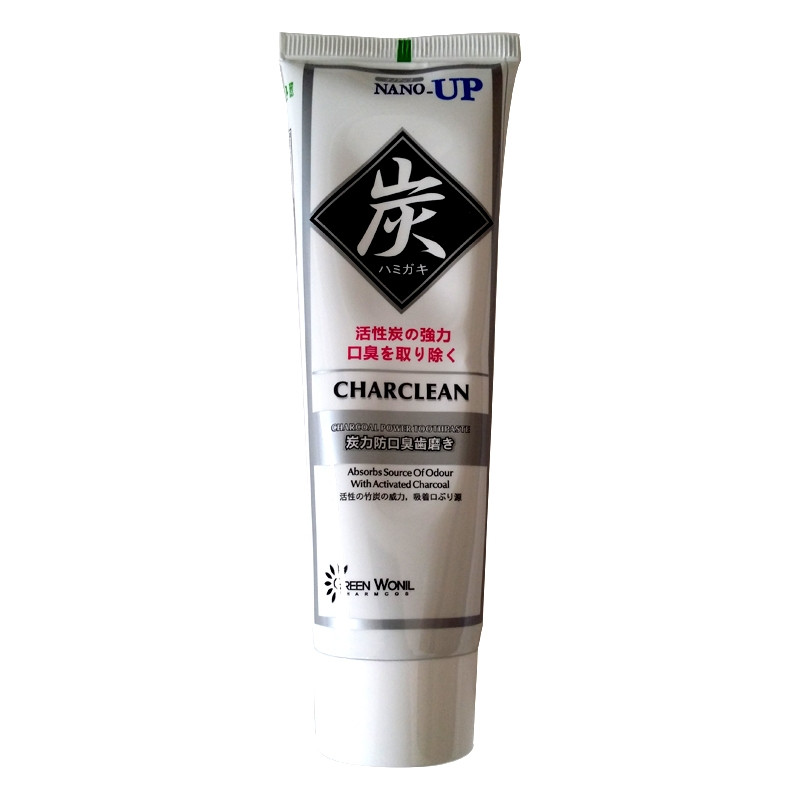 NANO-UP
炭
ハミガキ
活性炭の強力
口臭を取り除く
CHARCLEAN
CHARCOAL POWER TOOTHPASTE
炭力防口臭歯磨き
Absorbs Source Of Odour
With Activated Charcoal
活性の竹炭の威力，吸着口ぶり源
GREEN WONIL
PHARMCOS